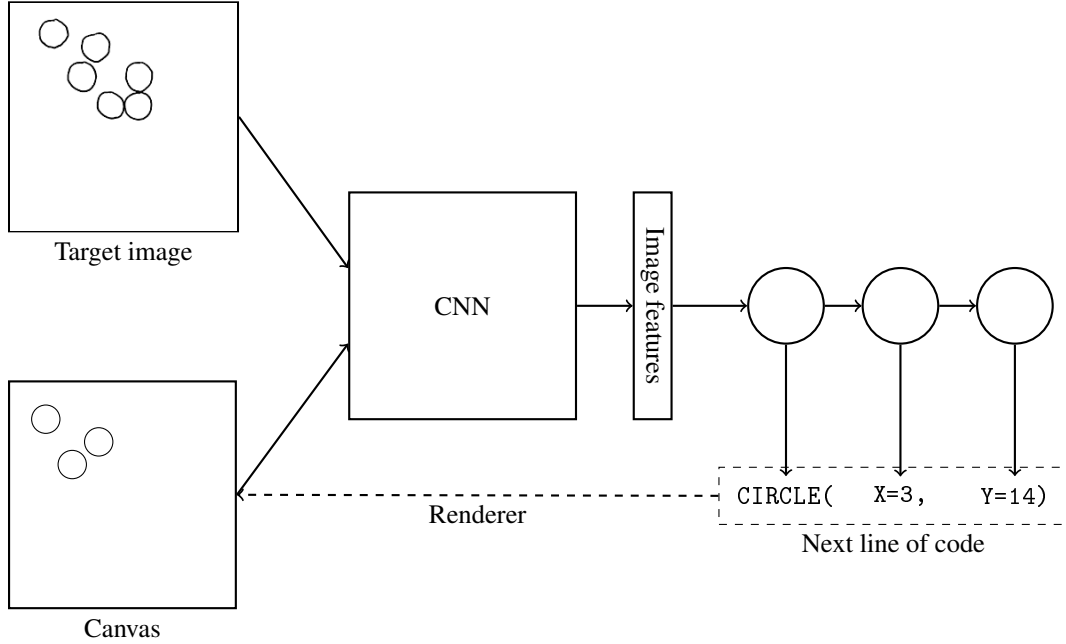 Target image
CNN
Image features
CIRCLE( X=3, Y=14)
Renderer
Next line of code
Canvas